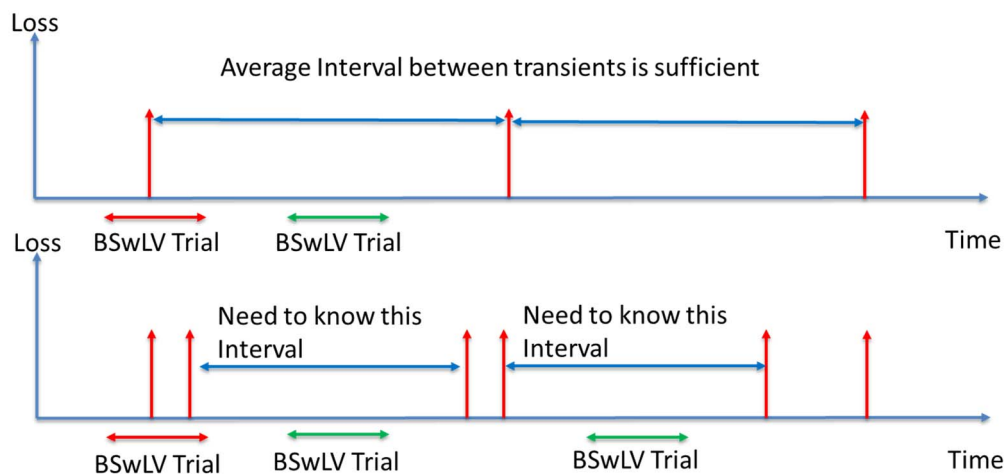 Loss
Average Interval between transients is sufficient
BSwLV Trial
BSwLV Trial
Time
Loss
Need to know this
Interval
Need to know this
Interval
BSwLV Trial
BSwLV Trial
BSwLV Trial
Time